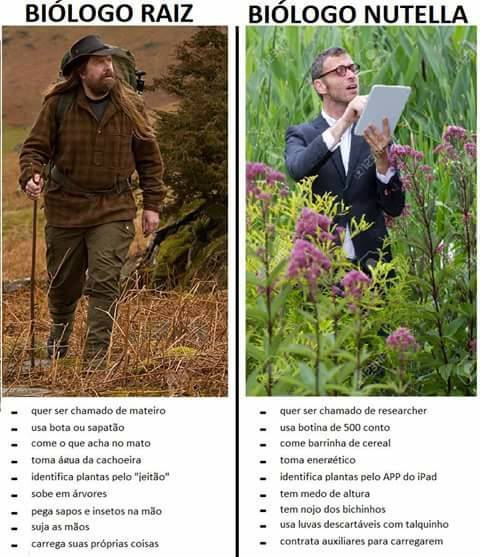 BIÓLOGO RAIZ
quer ser chamado de mateiro
usa bota ou sapatão
come o que acha no mato
toma água da cachoeira
identifica plantas pelo "jeitão"
sobe em árvores
pega sapos e insetos na mão
suja as mãos
carrega suas próprias coisas
BIÓLOGO NUTELLA
quer ser chamado de researcher
usa botina de 500 conto
come barrinha de cereal
toma energético
identifica plantas pelo APP do iPad
tem medo de altura
tem nojo dos bichinhos
usa luvas descartáveis com talquinho
contrata auxiliares para carregarem